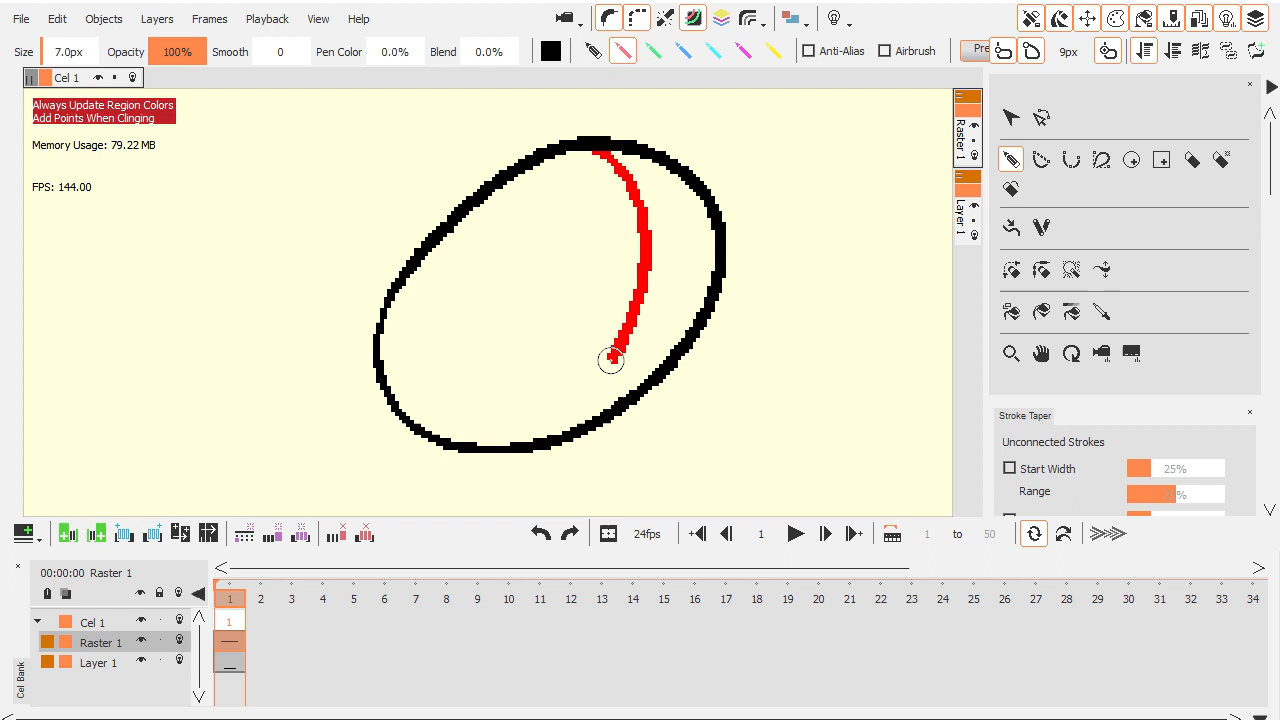 File Edit Objects Layers Frames Playback View Help
Size 7.0px Opacity 100% Smooth 0 Pen Color 0.0% Blend 0.0% Anti-Alias Airbrush Pre 9px
Cel 1
Always Update Region Colors
Add Points When Clinging
Memory Usage: 79.22 MB
FPS: 144.00
Raster 1
Layer 1
Stroke Taper
Unconnected Strokes
Start Width 25%
Range
24fps 1 1 to 50
00:00:00 Raster 1
1 2 3 4 5 6 7 8 9 10 11 12 13 14 15 16 17 18 19 20 21 22 23 24 25 26 27 28 29 30 31 32 33 34
Cel 1 1
Raster 1
Layer 1
Cel Bank